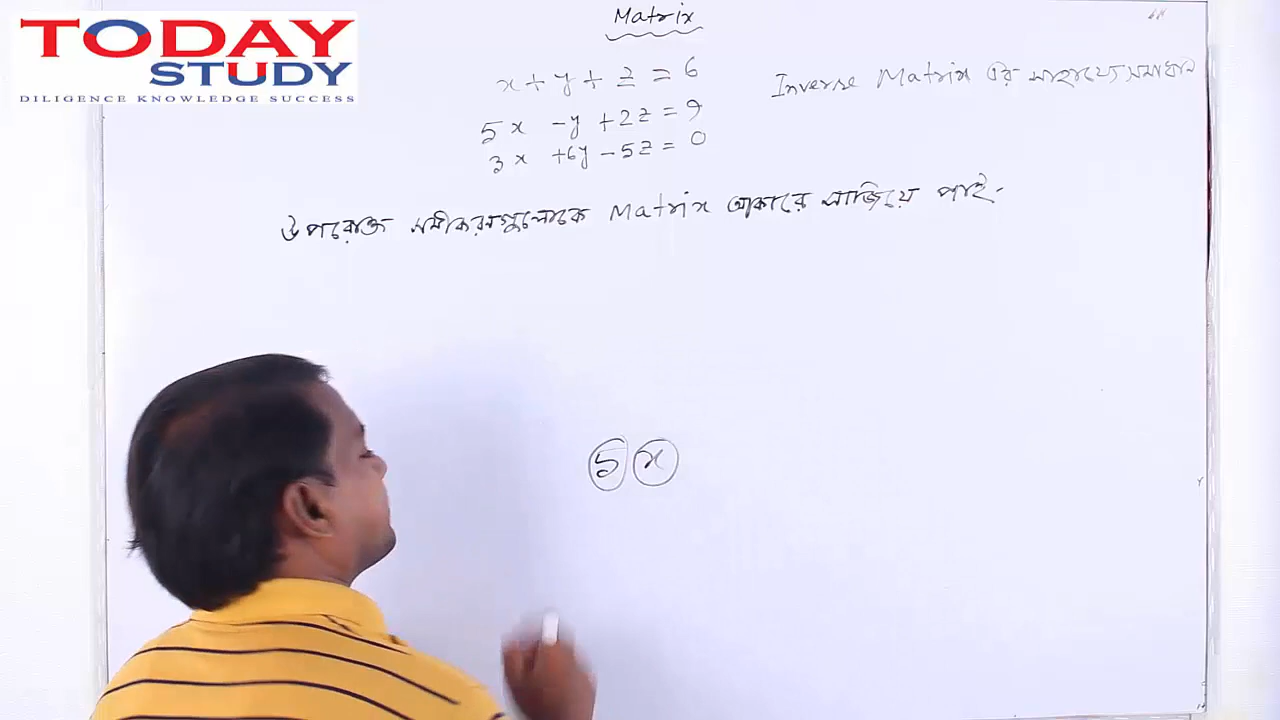 TODAY
STUDY
DILIGENCE KNOWLEDGE SUCCESS
Matrix
x + y + z = 6
5x - y + 2z = 9
3x + 6y - 5z = 0
Inverse Matrix এর সাহায্যে সমাধান
উপরোক্ত সমীকরণগুলোকে Matrix আকারে সাজিয়ে পাই-
5 x